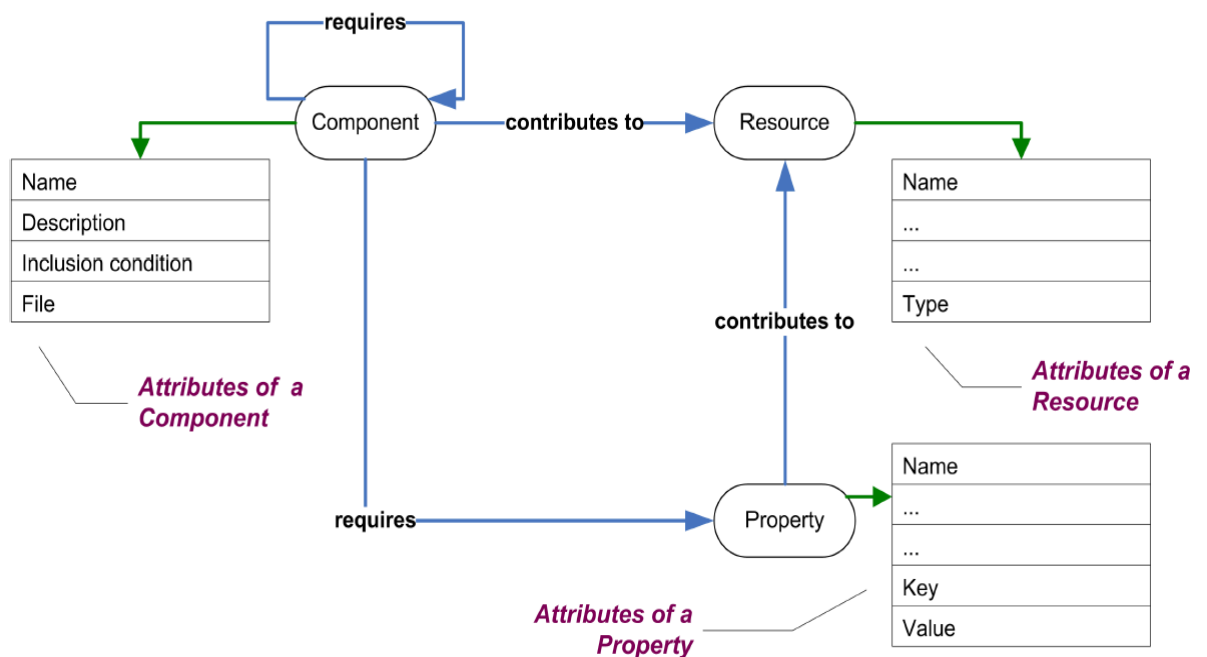 requires
Component
contributes to
Resource
Name
Description
Inclusion condition
File
Name
...
...
Type
contributes to
Attributes of a
Component
Attributes of a
Resource
requires
Property
Name
...
...
Key
Value
Attributes of a
Property